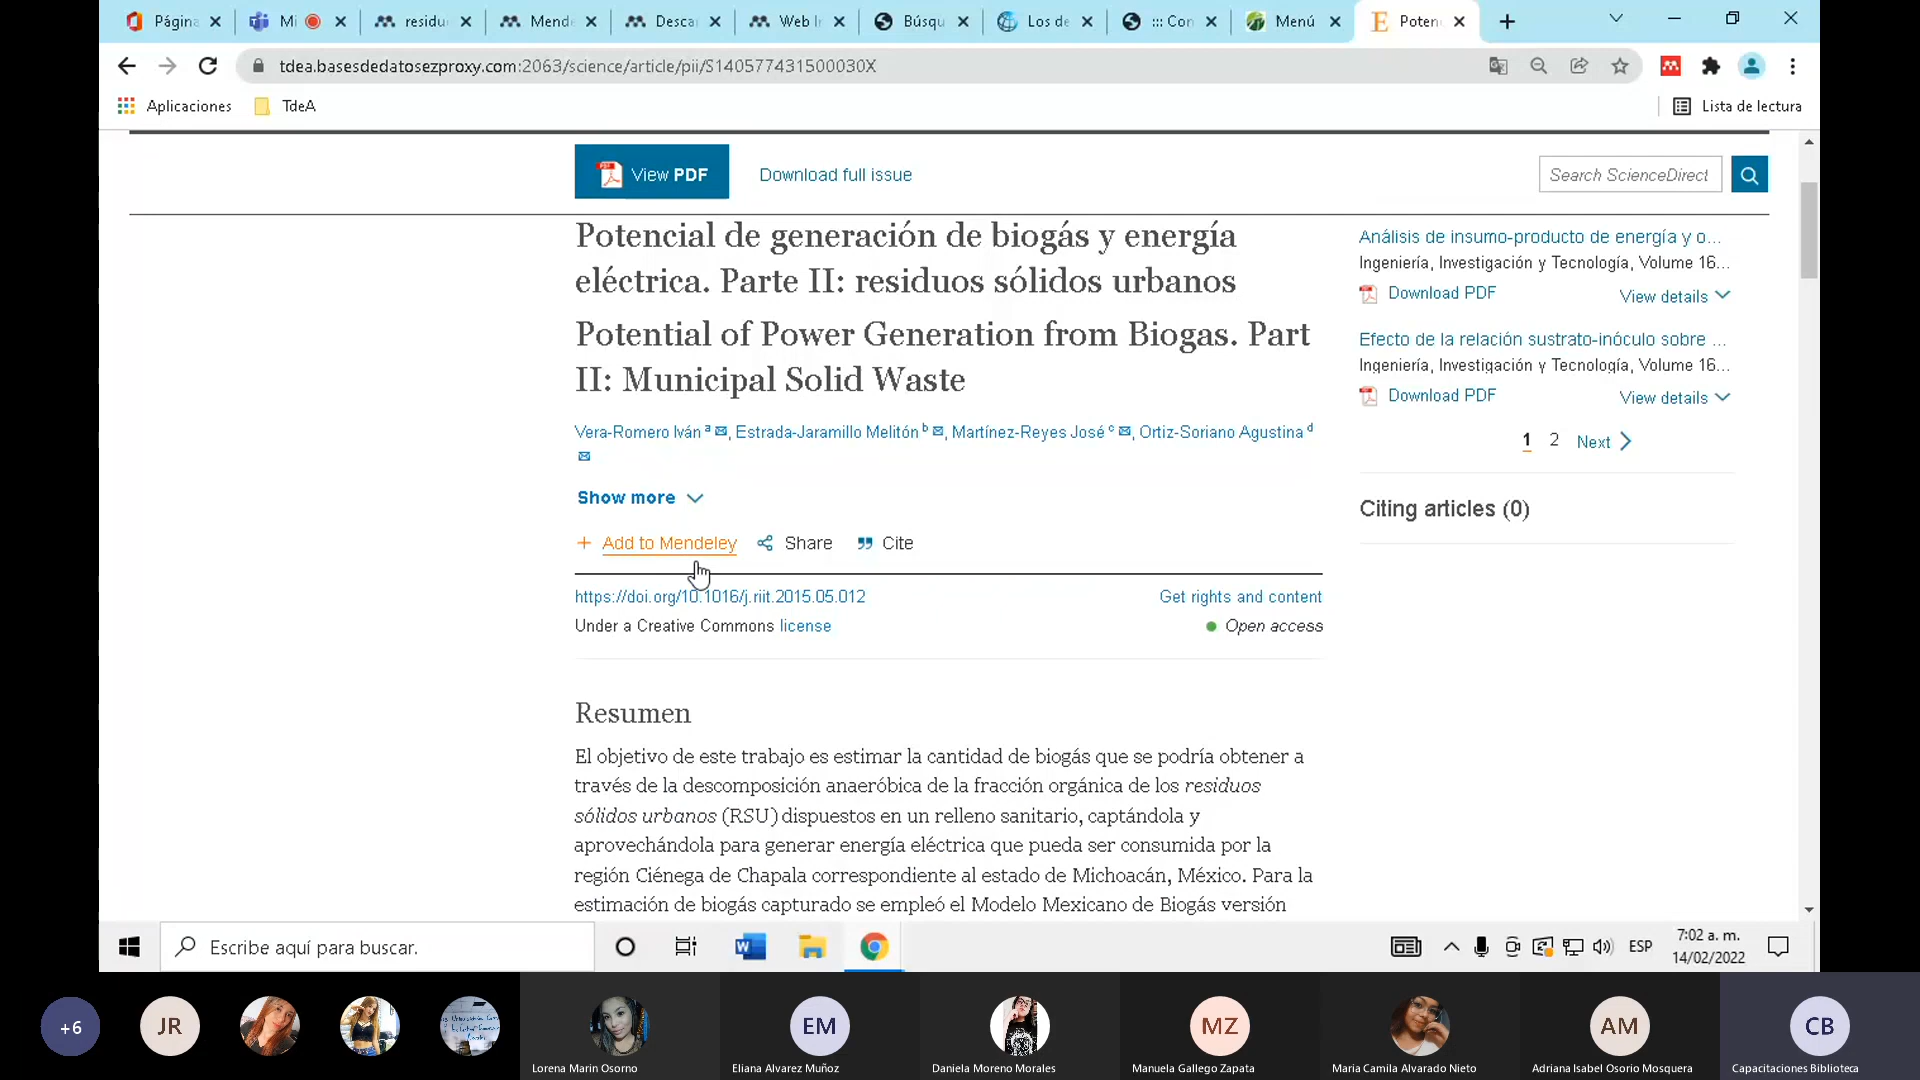 Página
Mi
residu
Mende
Desca
Web I
Búsqu
Los de
::: Con
Menú
Poten
tdea.basesdedatosezproxy.com:2063/science/article/pii/S140577431500030X
Aplicaciones
TdeA
Lista de lectura
View PDF
Download full issue
Search ScienceDirect
Potencial de generación de biogás y energía
eléctrica. Parte II: residuos sólidos urbanos
Potential of Power Generation from Biogas. Part
II: Municipal Solid Waste
Vera-Romero Iván a, Estrada-Jaramillo Melitón b, Martínez-Reyes José c, Ortiz-Soriano Agustina d
Show more
+ Add to Mendeley
Share
Cite
https://doi.org/10.1016/j.riit.2015.05.012
Get rights and content
Under a Creative Commons license
Open access
Resumen
El objetivo de este trabajo es estimar la cantidad de biogás que se podría obtener a
través de la descomposición anaeróbica de la fracción orgánica de los residuos
sólidos urbanos (RSU) dispuestos en un relleno sanitario, captándola y
aprovechándola para generar energía eléctrica que pueda ser consumida por la
región Ciénega de Chapala correspondiente al estado de Michoacán, México. Para la
estimación de biogás capturado se empleó el Modelo Mexicano de Biogás versión
Análisis de insumo-producto de energía y o...
Ingeniería, Investigación y Tecnología, Volume 16...
Download PDF
View details
Efecto de la relación sustrato-inóculo sobre ...
Ingeniería, Investigación y Tecnología, Volume 16...
Download PDF
View details
1 2 Next
Citing articles (0)
Escribe aquí para buscar.
ESP
7:02 a. m.
14/02/2022
+6
JR
EM
MZ
AM
CB
Lorena Marin Osorno
Eliana Alvarez Muñoz
Daniela Moreno Morales
Manuela Gallego Zapata
Maria Camila Alvarado Nieto
Adriana Isabel Osorio Mosquera
Capacitaciones Biblioteca